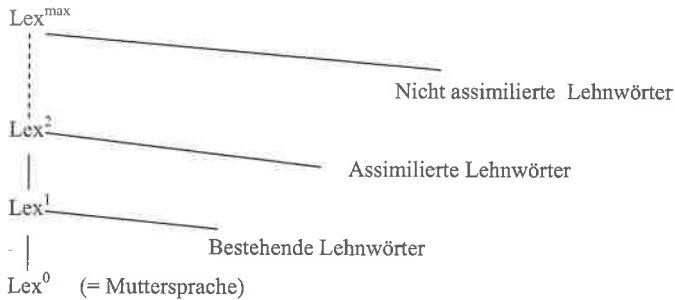 Lex^max
Nicht assimilierte Lehnwörter
Lex^2
Assimilierte Lehnwörter
Lex^1
Bestehende Lehnwörter
Lex^0 (= Muttersprache)